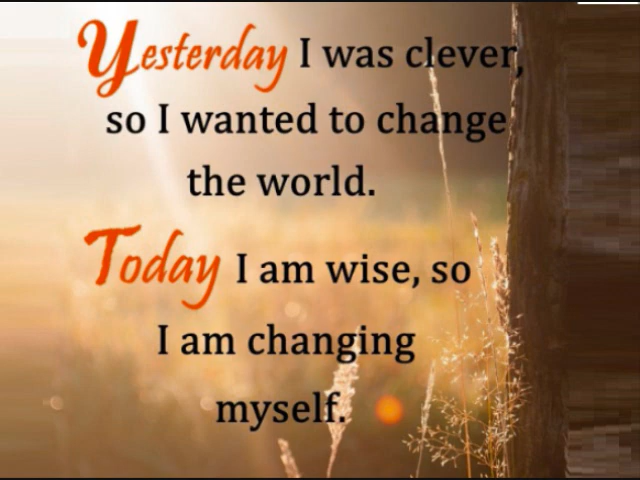 Yesterday I was clever,
so I wanted to change
the world.
Today I am wise, so
I am changing
myself.